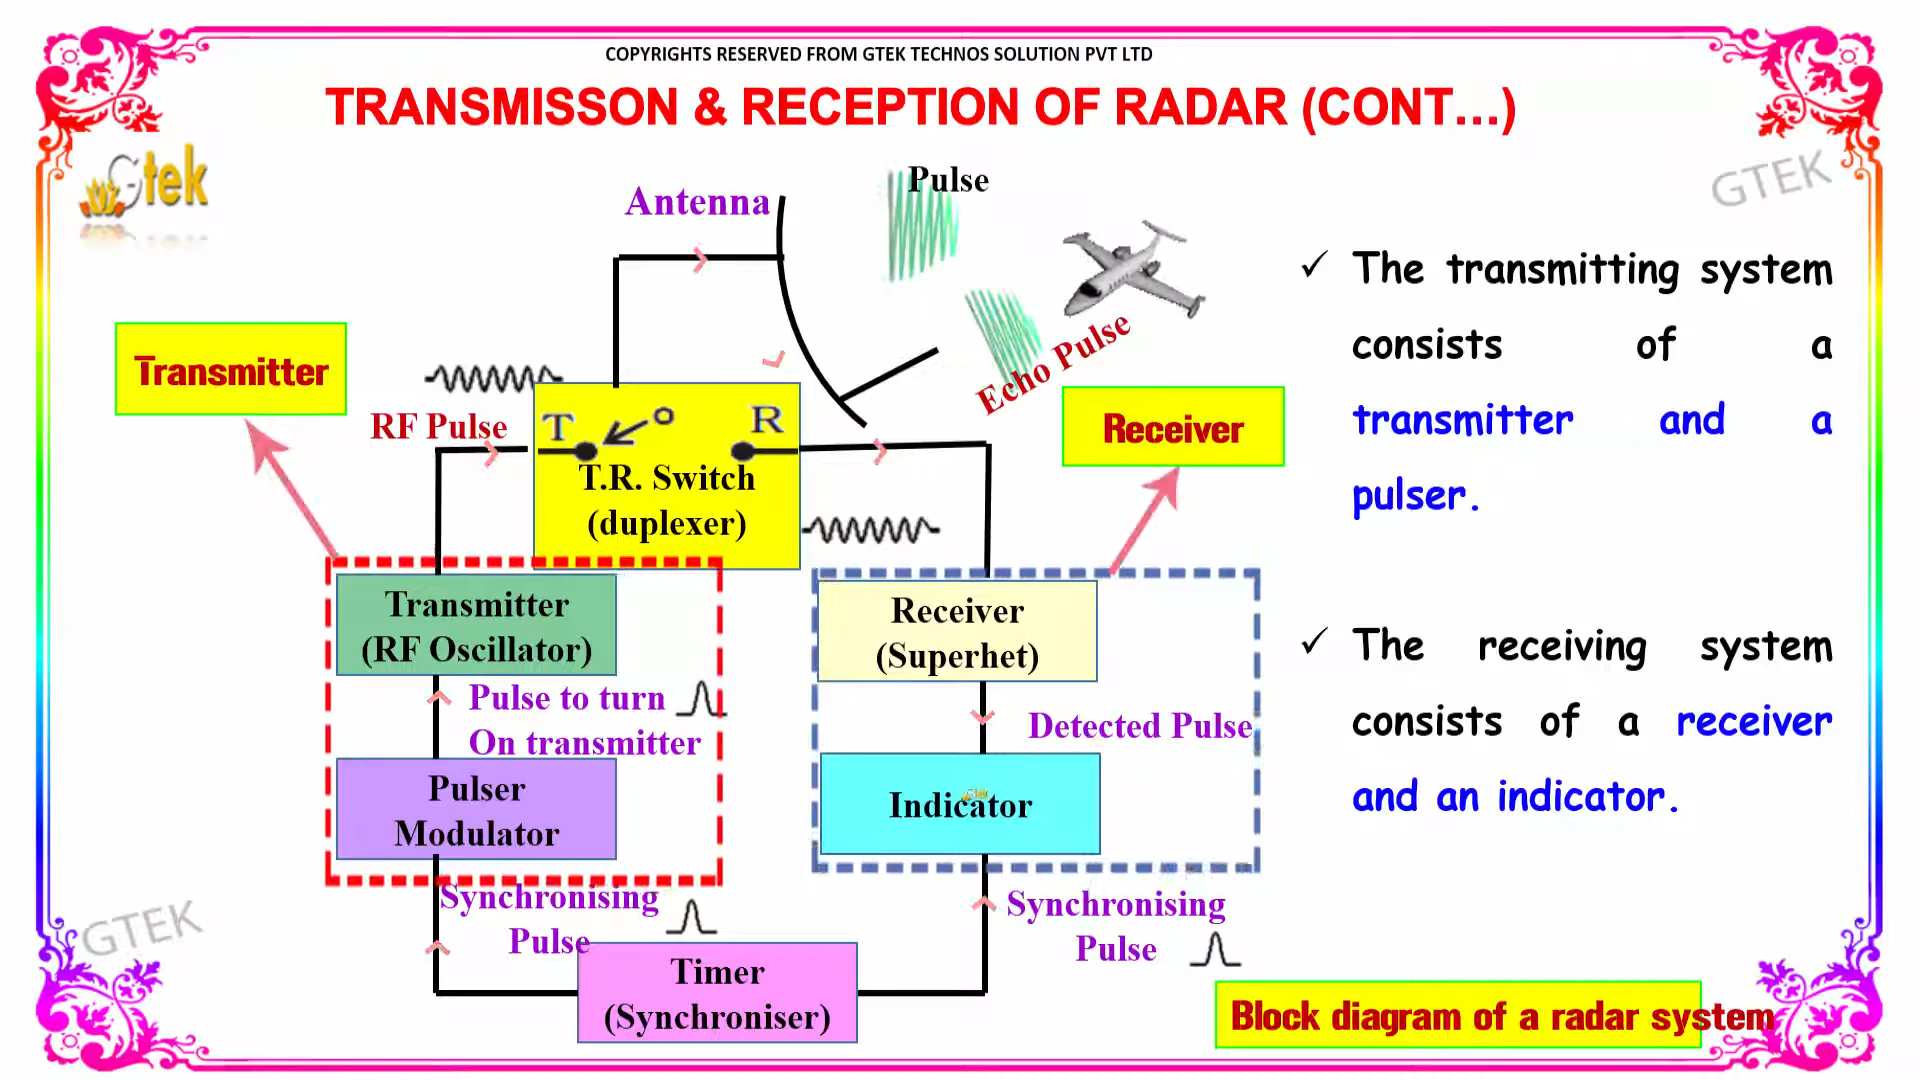 COPYRIGHTS RESERVED FROM GTEK TECHNOS SOLUTION PVT LTD
TRANSMISSON & RECEPTION OF RADAR (CONT...)
Gtek
GTEK
Pulse
Antenna
Echo Pulse
Transmitter
RF Pulse
T
R
T.R. Switch
(duplexer)
Receiver
Transmitter
(RF Oscillator)
Receiver
(Superhet)
Pulse to turn
On transmitter
Detected Pulse
Pulser
Modulator
Indicator
Synchronising
Pulse
Synchronising
Pulse
Timer
(Synchroniser)
✓ The transmitting system
consists of a
transmitter and a
pulser.
✓ The receiving system
consists of a receiver
and an indicator.
GTEK
Block diagram of a radar system